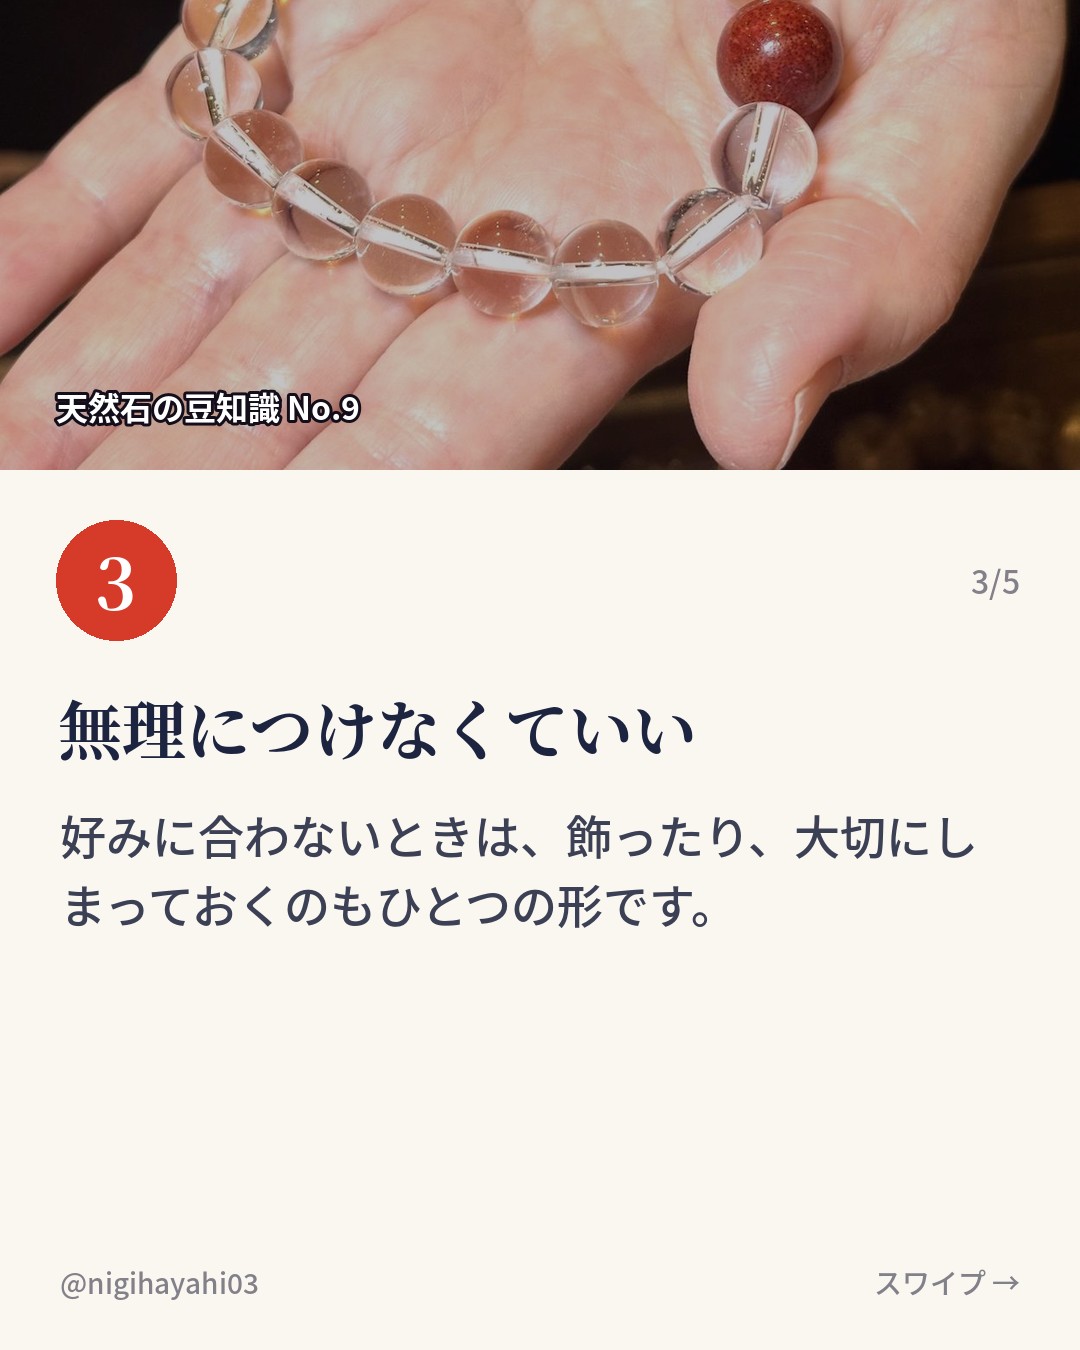 天然石の豆知識 No.9
3
3/5
無理につけなくていい
好みに合わないときは、飾ったり、大切にし
まっておくのもひとつの形です。
@nigihayahi03
スワイプ →